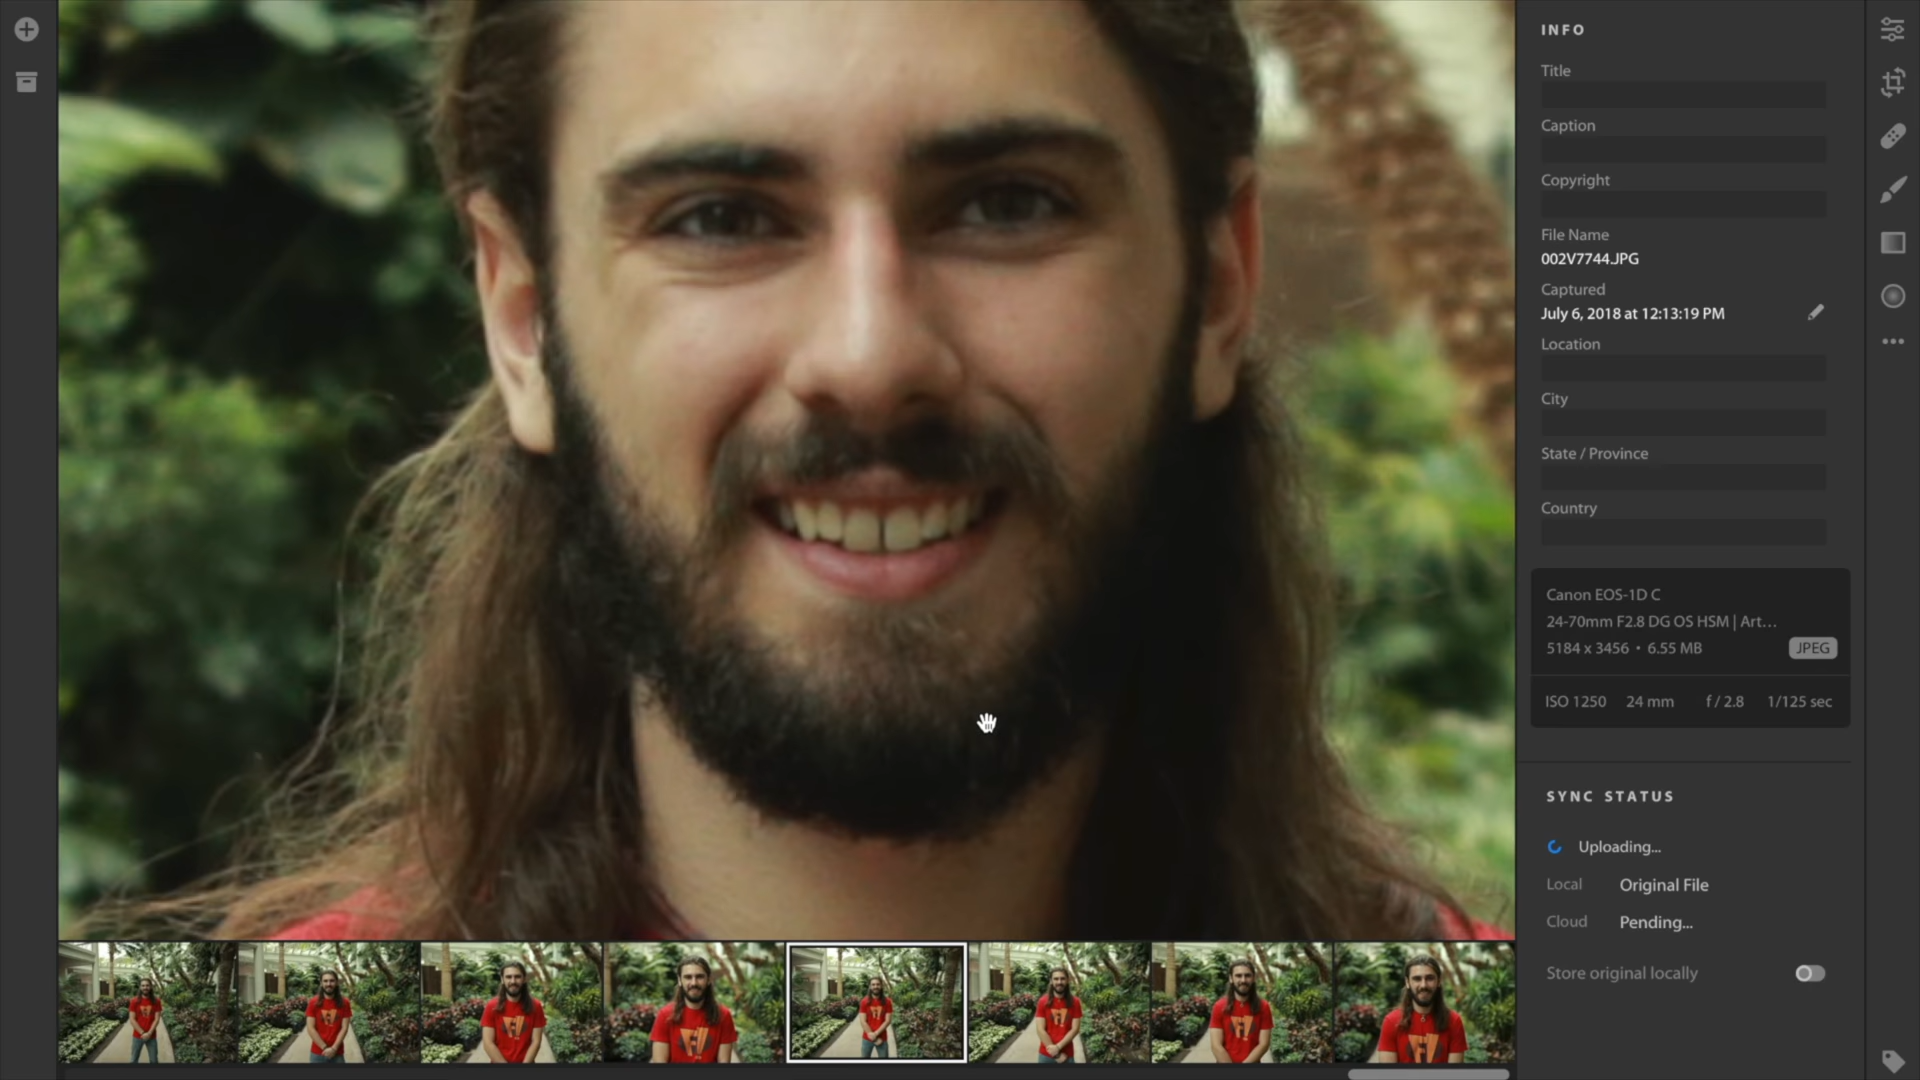 INFO
Title
Caption
Copyright
File Name
002V7744.JPG
Captured
July 6, 2018 at 12:13:19 PM
Location
City
State / Province
Country
Canon EOS-1D C
24-70mm F2.8 DG OS HSM | Art...
5184 x 3456 • 6.55 MB JPEG
ISO 1250 24 mm f / 2.8 1/125 sec
SYNC STATUS
Uploading...
Local Original File
Cloud Pending...
Store original locally